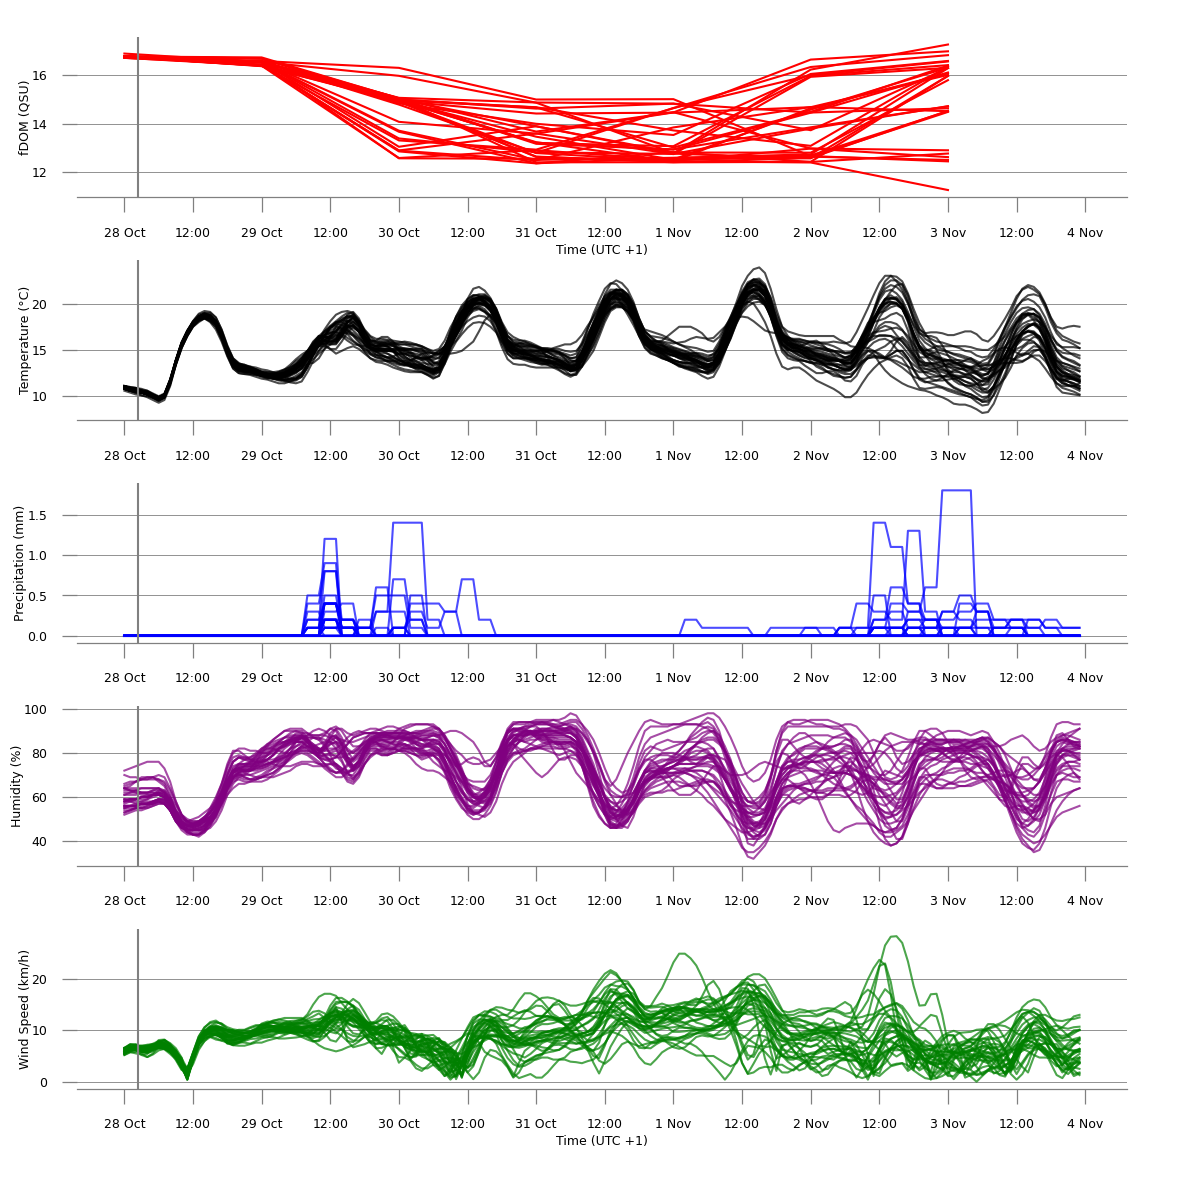 fDOM (QSU)
16
14
12
28 Oct 12:00 29 Oct 12:00 30 Oct 12:00 31 Oct 12:00 1 Nov 12:00 2 Nov 12:00 3 Nov 12:00 4 Nov
Time (UTC +1)
Temperature (°C)
20
15
10
28 Oct 12:00 29 Oct 12:00 30 Oct 12:00 31 Oct 12:00 1 Nov 12:00 2 Nov 12:00 3 Nov 12:00 4 Nov
Precipitation (mm)
1.5
1.0
0.5
0.0
28 Oct 12:00 29 Oct 12:00 30 Oct 12:00 31 Oct 12:00 1 Nov 12:00 2 Nov 12:00 3 Nov 12:00 4 Nov
Humidity (%)
100
80
60
40
28 Oct 12:00 29 Oct 12:00 30 Oct 12:00 31 Oct 12:00 1 Nov 12:00 2 Nov 12:00 3 Nov 12:00 4 Nov
Wind Speed (km/h)
20
10
0
28 Oct 12:00 29 Oct 12:00 30 Oct 12:00 31 Oct 12:00 1 Nov 12:00 2 Nov 12:00 3 Nov 12:00 4 Nov
Time (UTC +1)